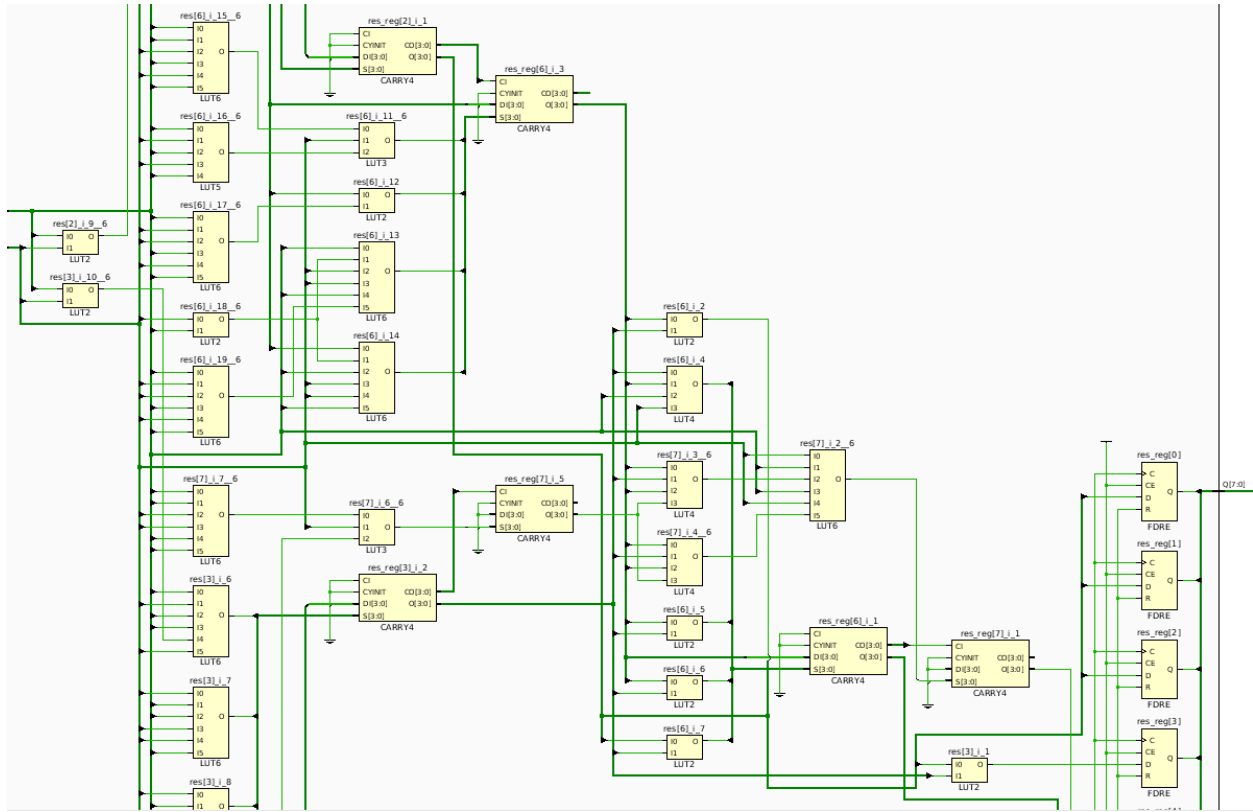 res[6]_i_15__6
I0
I1
I2
I3
I4
I5
O
LUT6
res[6]_i_16__6
I0
I1
I2
I3
I4
O
LUT5
res[6]_i_17__6
I0
I1
I2
I3
I4
I5
O
LUT6
res[2]_i_9__6
I0
I1
O
LUT2
res[3]_i_10__6
I0
I1
O
LUT2
res[6]_i_18__6
I0
I1
O
LUT2
res[6]_i_19__6
I0
I1
I2
I3
I4
I5
O
LUT6
res[7]_i_7__6
I0
I1
I2
I3
I4
I5
O
LUT6
res[3]_i_6
I0
I1
I2
I3
I4
I5
O
LUT6
res[3]_i_7
I0
I1
I2
I3
I4
I5
O
LUT6
res[3]_i_8
I0
I1
O
res_reg[2]_i_1
CI
CYINIT
DI[3:0]
S[3:0]
CO[3:0]
O[3:0]
CARRY4
res_reg[6]_i_3
CI
CYINIT
DI[3:0]
S[3:0]
CO[3:0]
O[3:0]
CARRY4
res[6]_i_11__6
I0
I1
I2
O
LUT3
res[6]_i_12
I0
I1
O
LUT2
res[6]_i_13
I0
I1
I2
I3
I4
I5
O
LUT6
res[6]_i_14
I0
I1
I2
I3
I4
I5
O
LUT6
res[7]_i_6__6
I0
I1
I2
O
LUT3
res_reg[7]_i_5
CI
CYINIT
DI[3:0]
S[3:0]
CO[3:0]
O[3:0]
CARRY4
res_reg[3]_i_2
CI
CYINIT
DI[3:0]
S[3:0]
CO[3:0]
O[3:0]
CARRY4
res[6]_i_2
I0
I1
O
LUT2
res[6]_i_4
I0
I1
I2
I3
O
LUT4
res[7]_i_3__6
I0
I1
I2
I3
O
LUT4
res[7]_i_4__6
I0
I1
I2
I3
O
LUT4
res[6]_i_5
I0
I1
O
LUT2
res[6]_i_6
I0
I1
O
LUT2
res[6]_i_7
I0
I1
O
LUT2
res[7]_i_2__6
I0
I1
I2
I3
I4
I5
O
LUT6
res_reg[6]_i_1
CI
CYINIT
DI[3:0]
S[3:0]
CO[3:0]
O[3:0]
CARRY4
res_reg[7]_i_1
CI
CYINIT
DI[3:0]
S[3:0]
CO[3:0]
O[3:0]
CARRY4
res[3]_i_1
I0
I1
O
LUT2
res_reg[0]
C
CE
D
R
Q
FDRE
Q[7:0]
res_reg[1]
C
CE
D
R
Q
FDRE
res_reg[2]
C
CE
D
R
Q
FDRE
res_reg[3]
C
CE
D
R
Q
FDRE